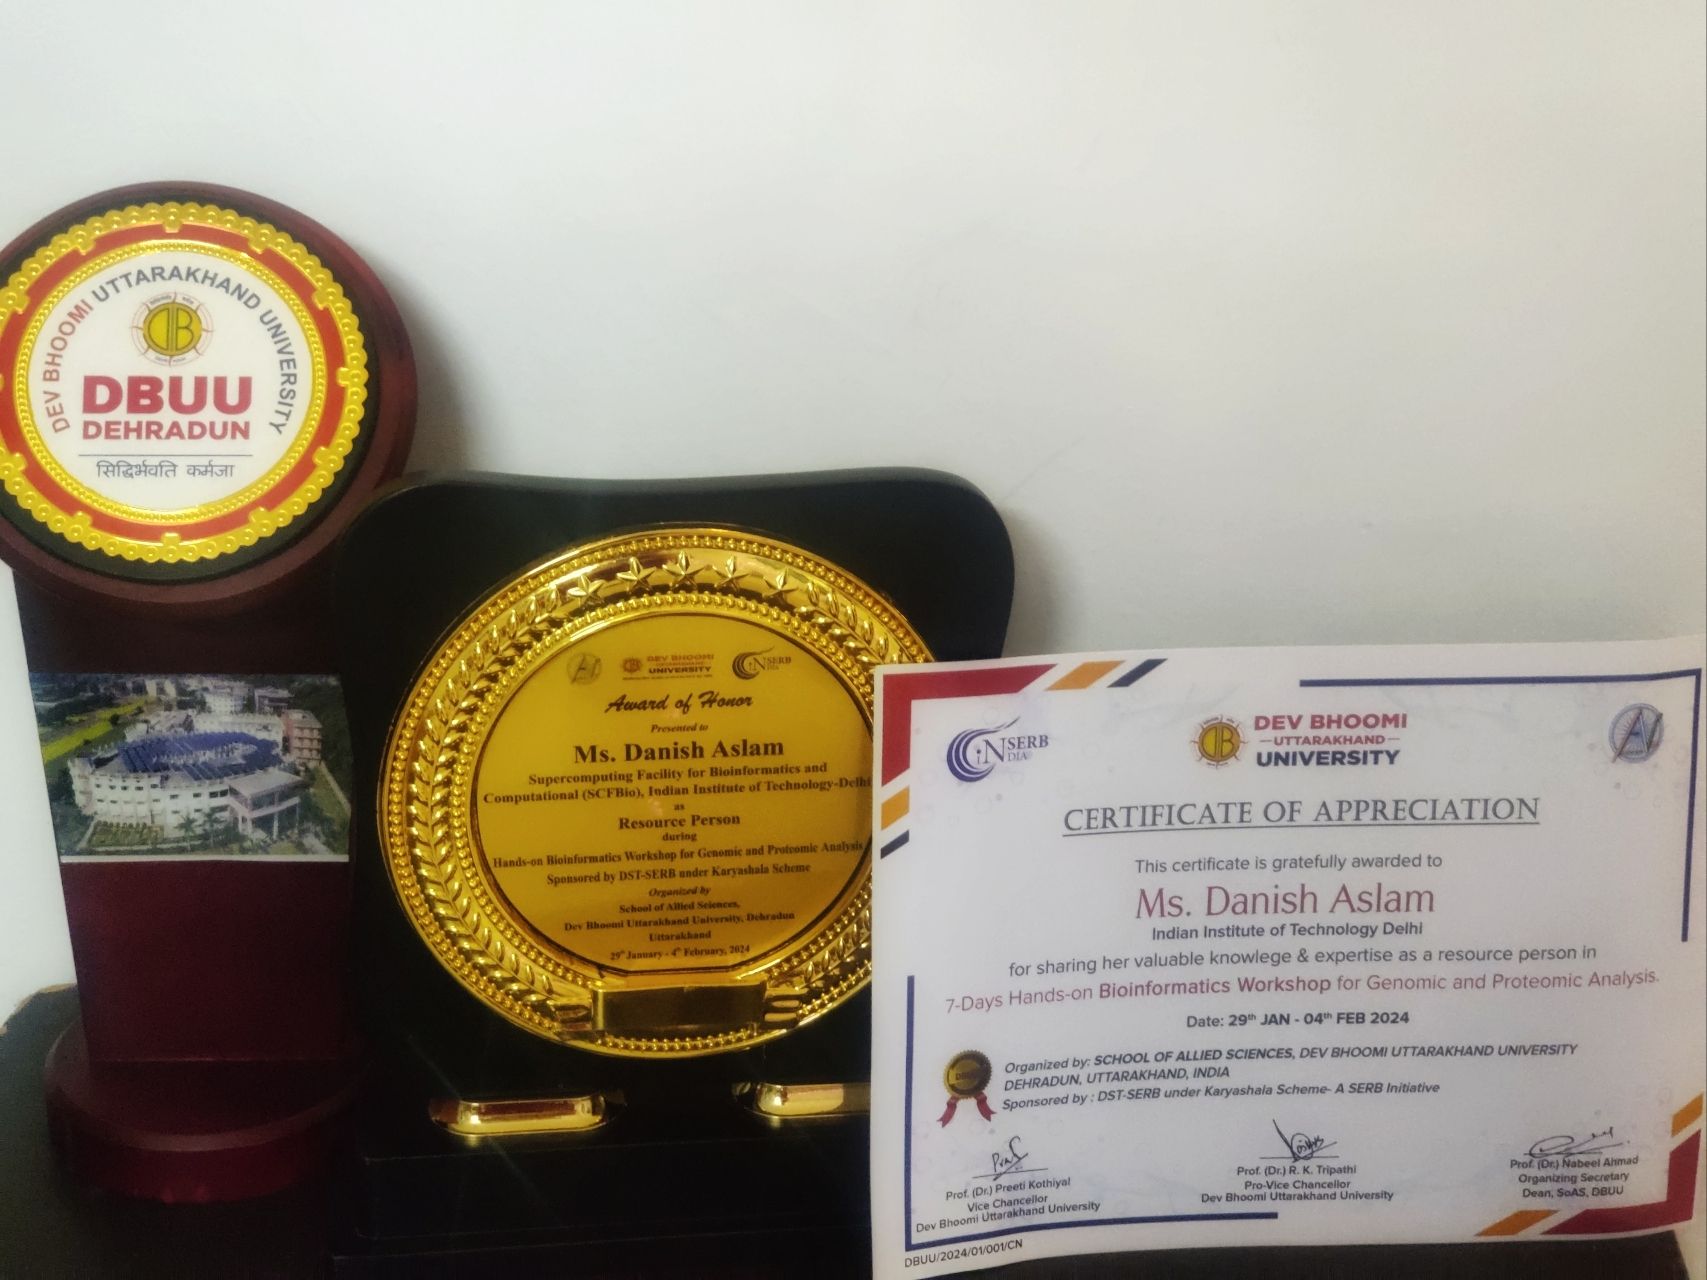 DEV BHOOMI UTTARAKHAND UNIVERSITY
DBUU
DEHRADUN
सिद्धिर्भवति कर्मजा
DEV BHOOMI
UTTARAKHAND
UNIVERSITY
iNSERB
INDIA
Award of Honor
Presented to
Ms. Danish Aslam
Supercomputing Facility for Bioinformatics and
Computational (SCFBio), Indian Institute of Technology-Delhi
as
Resource Person
during
Hands-on Bioinformatics Workshop for Genomic and Proteomic Analysis
Sponsored by DST-SERB under Karyashala Scheme
Organized by
School of Allied Sciences,
Dev Bhoomi Uttarakhand University, Dehradun
Uttarakhand
29th January - 4th February, 2024
iNSERB
DIA
DEV BHOOMI
UTTARAKHAND
UNIVERSITY
CERTIFICATE OF APPRECIATION
This certificate is gratefully awarded to
Ms. Danish Aslam
Indian Institute of Technology Delhi
for sharing her valuable knowlege & expertise as a resource person in
7-Days Hands-on Bioinformatics Workshop for Genomic and Proteomic Analysis.
Date: 29th JAN - 04th FEB 2024
Organized by: SCHOOL OF ALLIED SCIENCES, DEV BHOOMI UTTARAKHAND UNIVERSITY
DEHRADUN, UTTARAKHAND, INDIA
Sponsored by : DST-SERB under Karyashala Scheme- A SERB Initiative
Prof. (Dr.) Preeti Kothiyal
Vice Chancellor
Dev Bhoomi Uttarakhand University
Prof. (Dr.) R. K. Tripathi
Pro-Vice Chancellor
Dev Bhoomi Uttarakhand University
Prof. (Dr.) Nabeel Ahmad
Organizing Secretary
Dean, SoAS, DBUU
DBUU/2024/01/001/CN